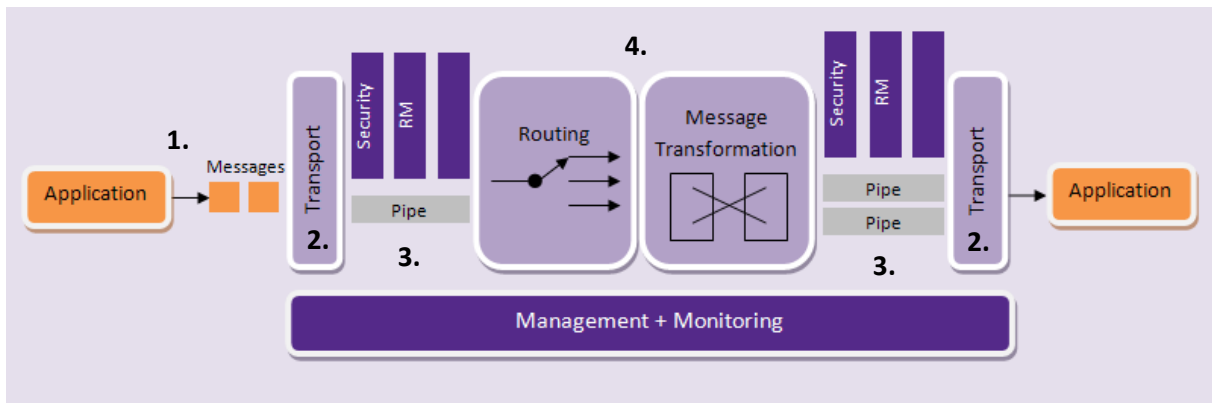 4.
1.
Application
Messages
2.
Transport
Security
RM
Pipe
3.
Routing
Message
Transformation
Security
RM
Pipe
Pipe
3.
Transport
2.
Application
Management + Monitoring